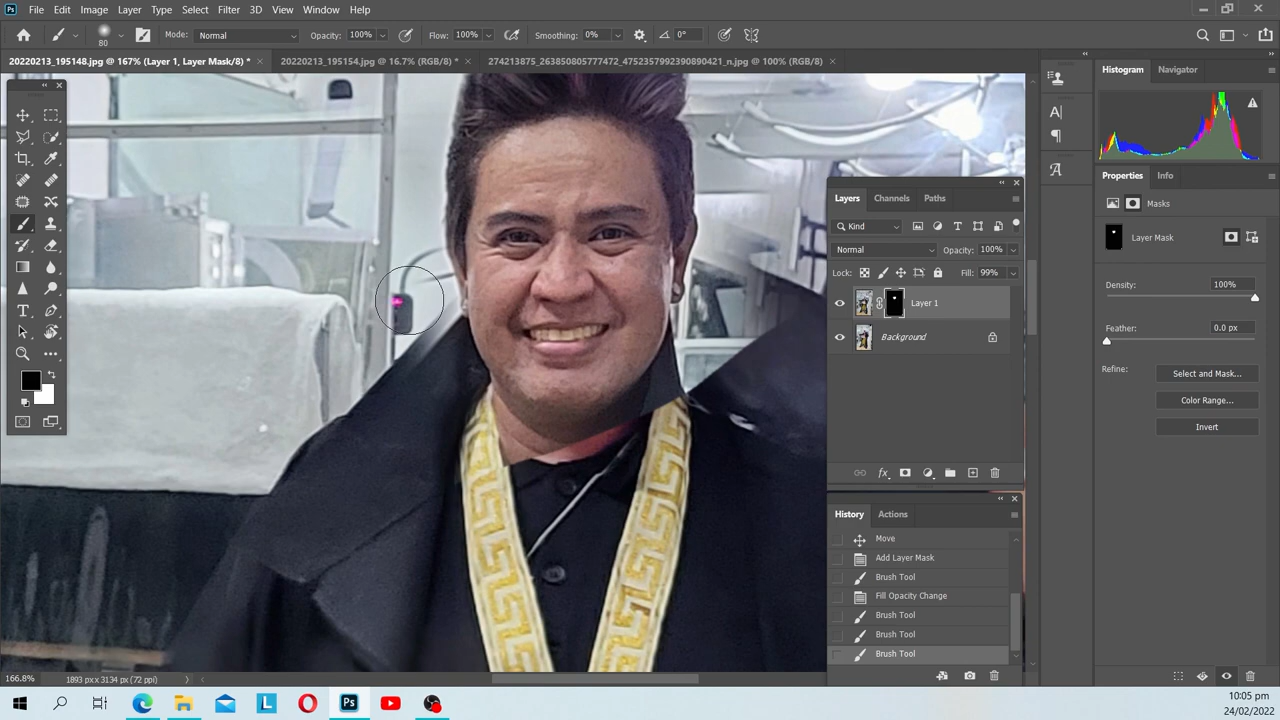 Ps File Edit Image Layer Type Select Filter 3D View Window Help
80 Mode: Normal Opacity: 100% Flow: 100% Smoothing: 0% 0°
20220213_195148.jpg @ 167% (Layer 1, Layer Mask/8) * 20220213_195154.jpg @ 16.7% (RGB/8) * 274213875_263850805777472_4752357992390890421_n.jpg @ 100% (RGB/8)
Histogram Navigator
Properties Info
Masks
Layer Mask
Density: 100%
Feather: 0.0 px
Refine: Select and Mask...
Color Range...
Invert
Layers Channels Paths
Kind
Normal Opacity: 100%
Lock: Fill: 99%
Layer 1
Background
fx
History Actions
Move
Add Layer Mask
Brush Tool
Fill Opacity Change
Brush Tool
Brush Tool
Brush Tool
166.8% 1893 px x 3134 px (72 ppi)
L Ps
10:05 pm
24/02/2022